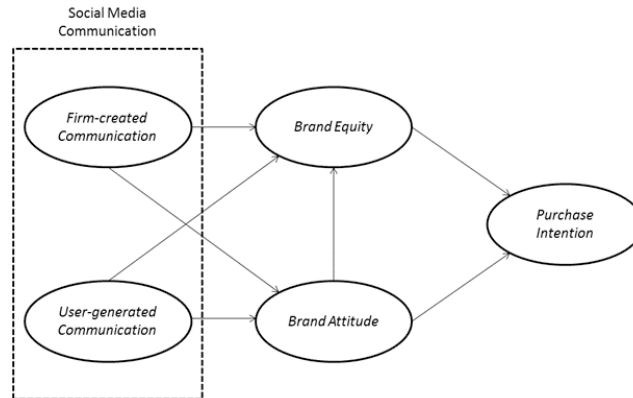 Social Media
Communication
Firm-created
Communication
Brand Equity
Purchase
Intention
User-generated
Communication
Brand Attitude